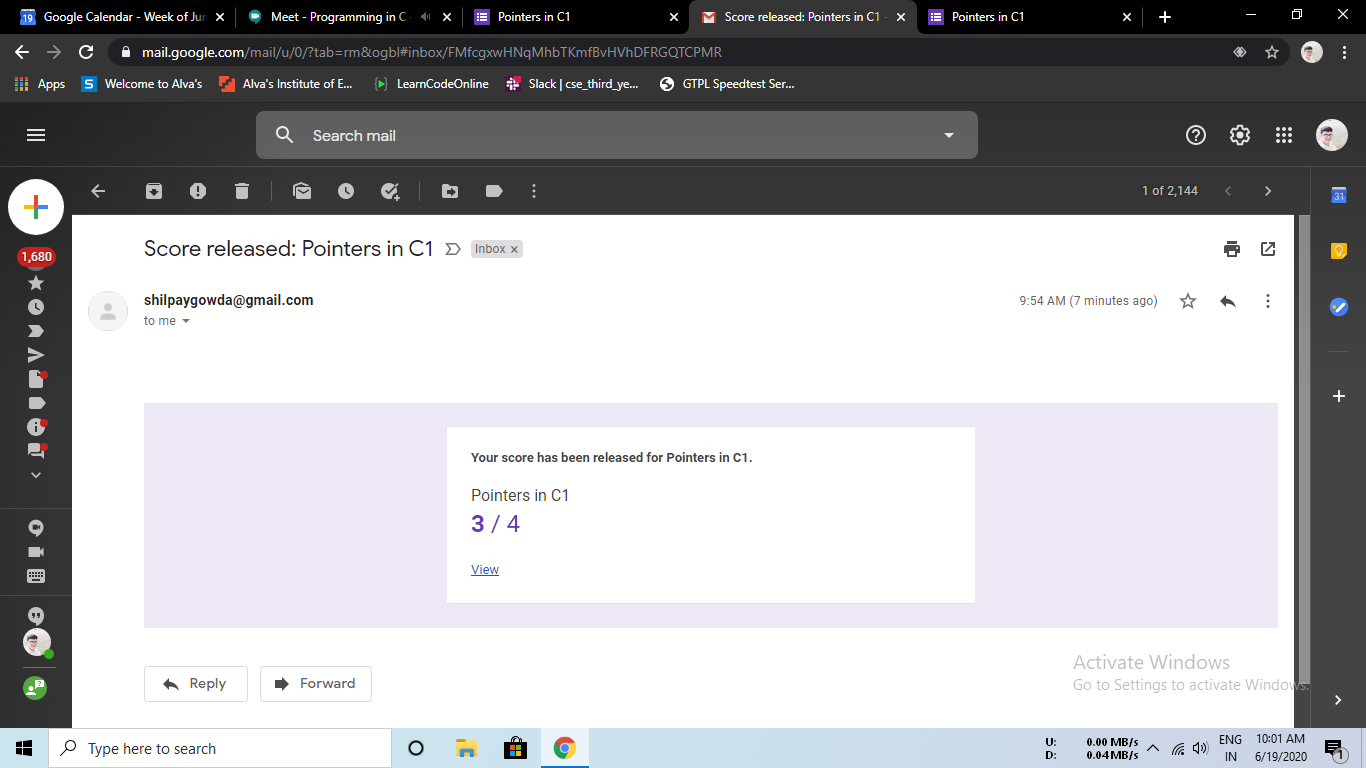 Google Calendar - Week of Jun
Meet - Programming in C -
Pointers in C1
Score released: Pointers in C1 -
Pointers in C1
mail.google.com/mail/u/0/?tab=rm&ogbl#inbox/FMfcgxwHNqMhbTKmfBvHVhDFRGQTCPMR
Apps
Welcome to Alva's
Alva's Institute of E...
LearnCodeOnline
Slack | cse_third_ye...
GTPL Speedtest Ser...
Search mail
1 of 2,144
1,680
Score released: Pointers in C1
Inbox ×
shilpaygowda@gmail.com
9:54 AM (7 minutes ago)
to me
Your score has been released for Pointers in C1.
Pointers in C1
3 / 4
View
Reply
Forward
Activate Windows
Go to Settings to activate Windows.
Type here to search
U: 0.00 MB/s
D: 0.04 MB/s
ENG
IN
10:01 AM
6/19/2020
19
31
S
1